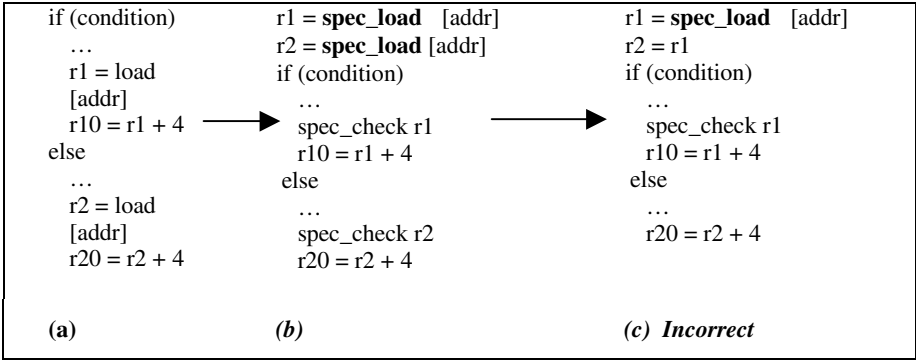 if (condition)
…
r1 = load
[addr]
r10 = r1 + 4
else
…
r2 = load
[addr]
r20 = r2 + 4
(a)
r1 = spec_load [addr]
r2 = spec_load [addr]
if (condition)
…
spec_check r1
r10 = r1 + 4
else
…
spec_check r2
r20 = r2 + 4
(b)
r1 = spec_load [addr]
r2 = r1
if (condition)
…
spec_check r1
r10 = r1 + 4
else
…
r20 = r2 + 4
(c) Incorrect